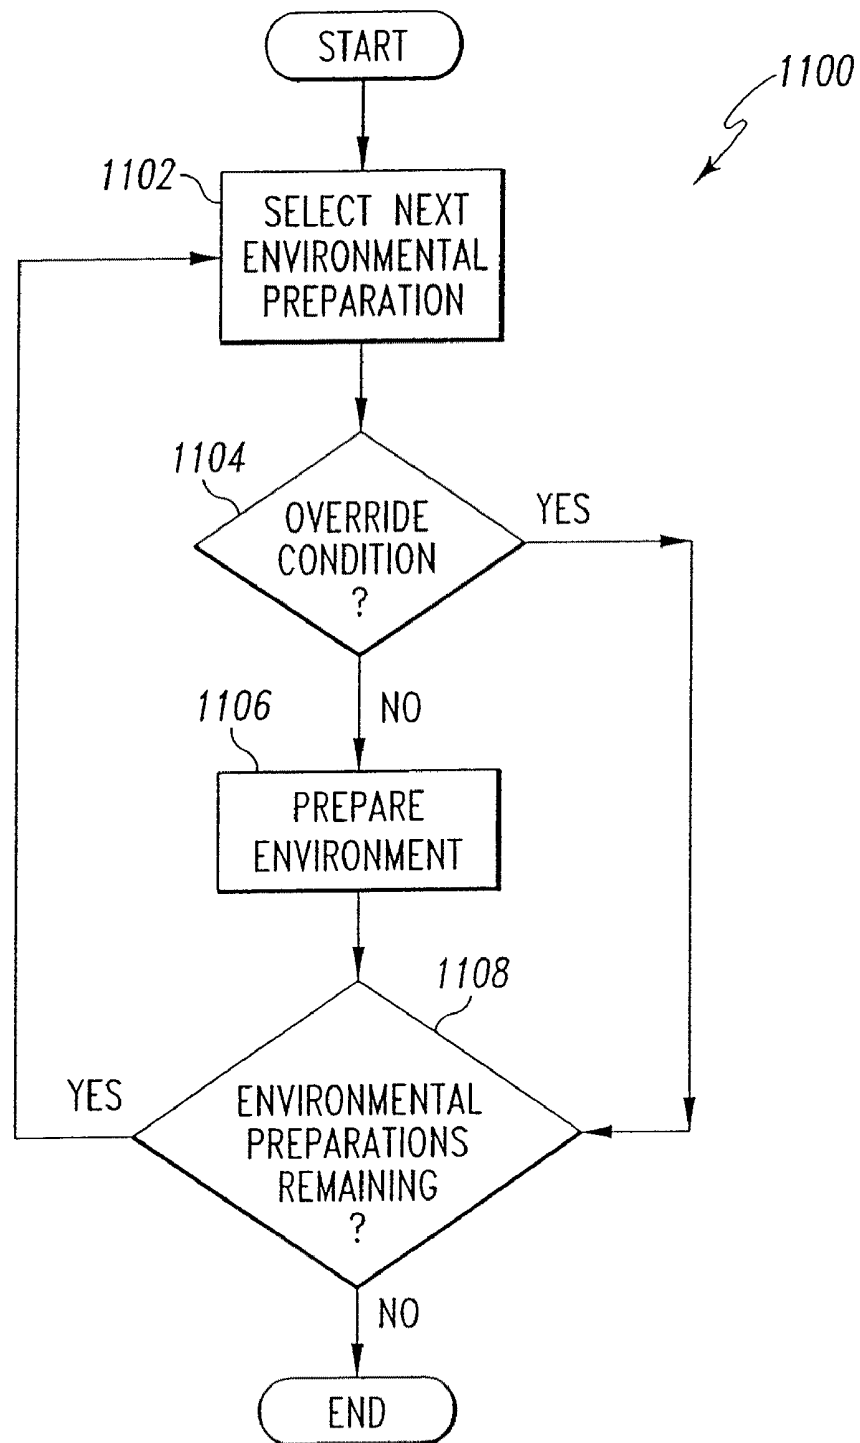 START
1100
1102
SELECT NEXT
ENVIRONMENTAL
PREPARATION
1104
OVERRIDE
CONDITION
?
YES
NO
1106
PREPARE
ENVIRONMENT
1108
YES
ENVIRONMENTAL
PREPARATIONS
REMAINING
?
NO
END